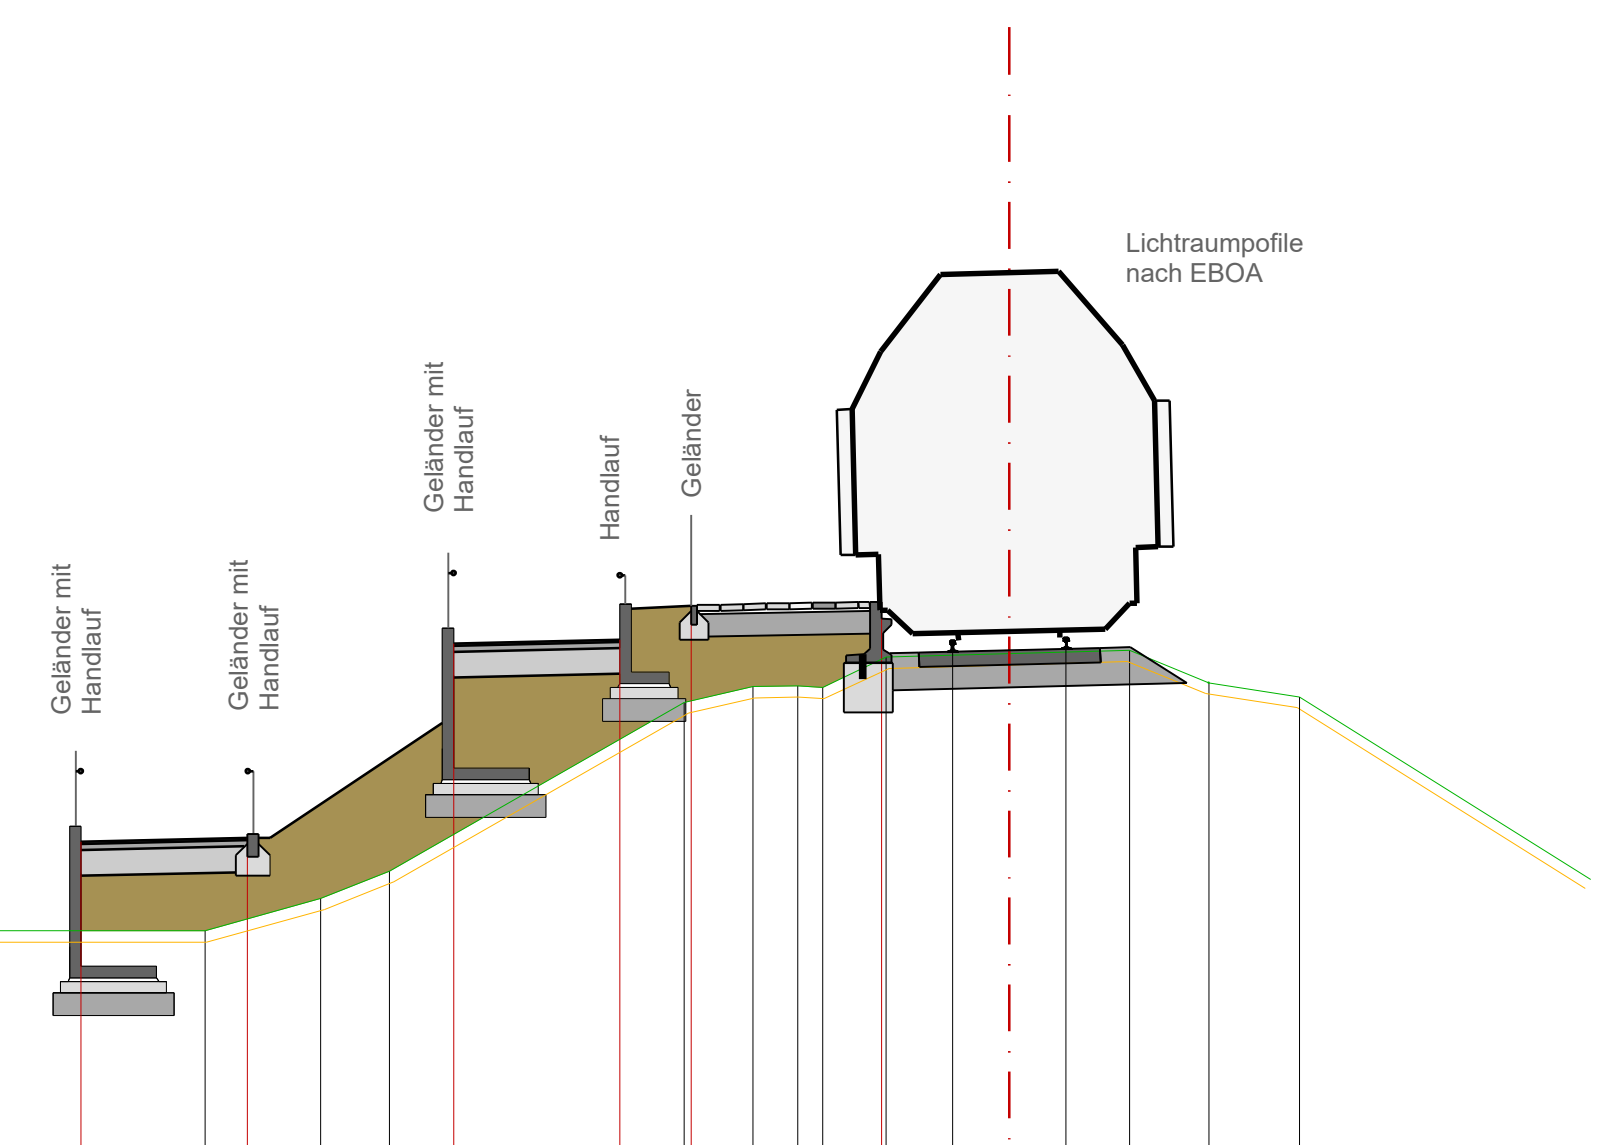 Lichtraumpofile
nach EBOA
Geländer mit
Handlauf
Geländer mit
Handlauf
Geländer mit
Handlauf
Handlauf
Geländer